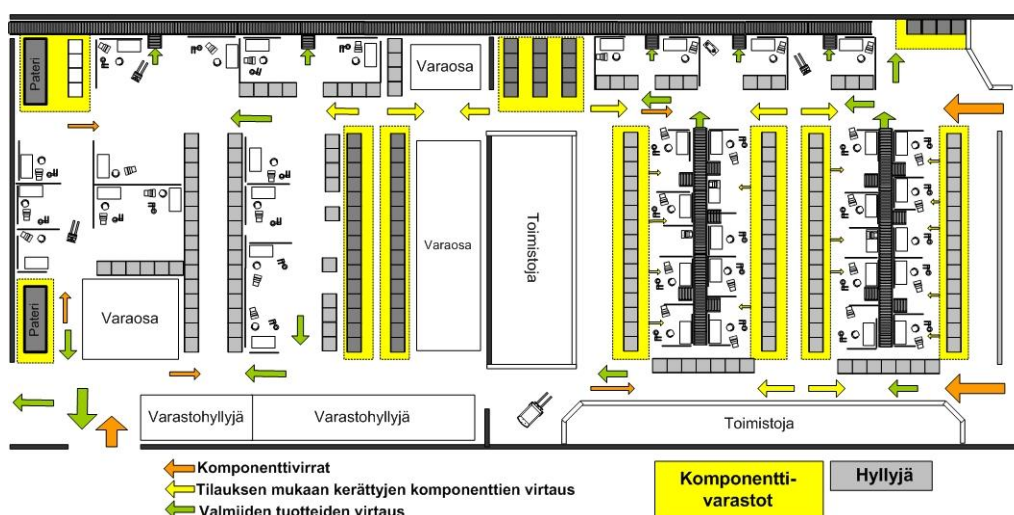 Pateri
Varaosa
Varaosa
Toimistoja
Pateri
Varaosa
Varastohyllyjä
Varastohyllyjä
Toimistoja
Komponenttivirrat
Tilauksen mukaan kerättyjen komponenttien virtaus
Valmiiden tuotteiden virtaus
Komponentti-
varastot
Hyllyjä